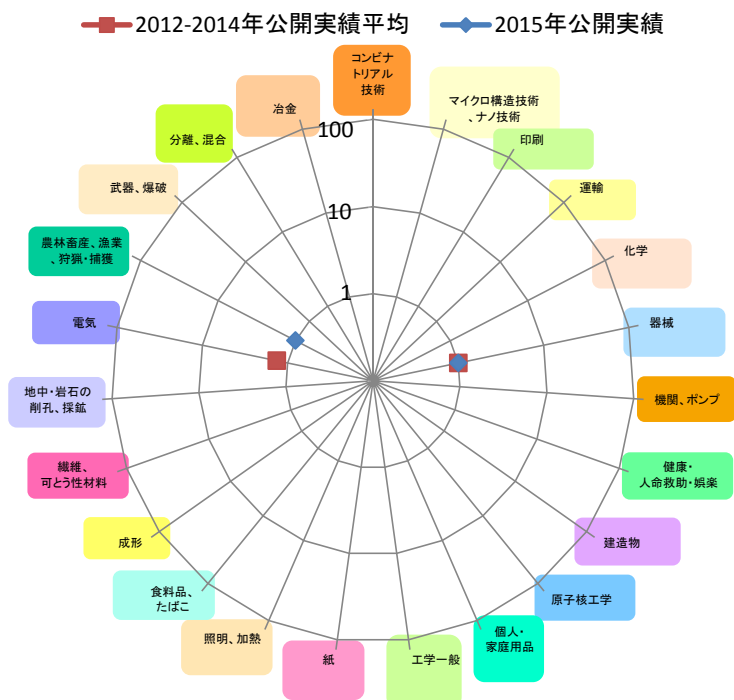 2012-2014年公開実績平均
2015年公開実績
コンビナ
トリアル
技術
マイクロ構造技術
、ナノ技術
印刷
運輸
化学
器械
機関、ポンプ
健康・
人命救助・娯楽
建造物
原子核工学
個人・
家庭用品
工学一般
紙
照明、加熱
食料品、
たばこ
成形
繊維、
可とう性材料
地中・岩石の
削孔、採鉱
電気
農林畜産、漁業
、狩猟・捕獲
武器、爆破
分離、混合
冶金
100
10
1